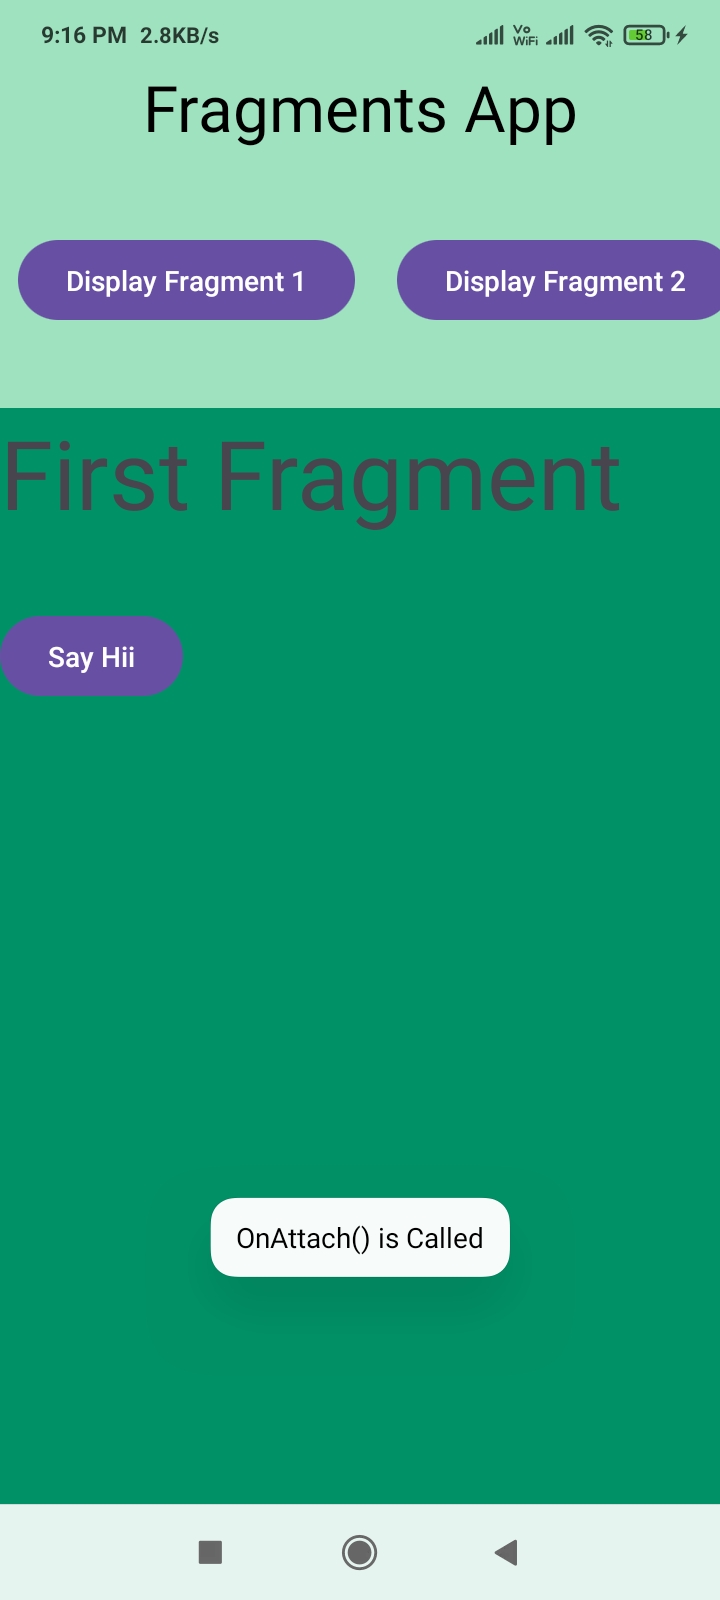 9:16 PM 2.8KB/s Vo WiFi 58
Fragments App
Display Fragment 1 Display Fragment 2
First Fragment
Say Hii
OnAttach() is Called